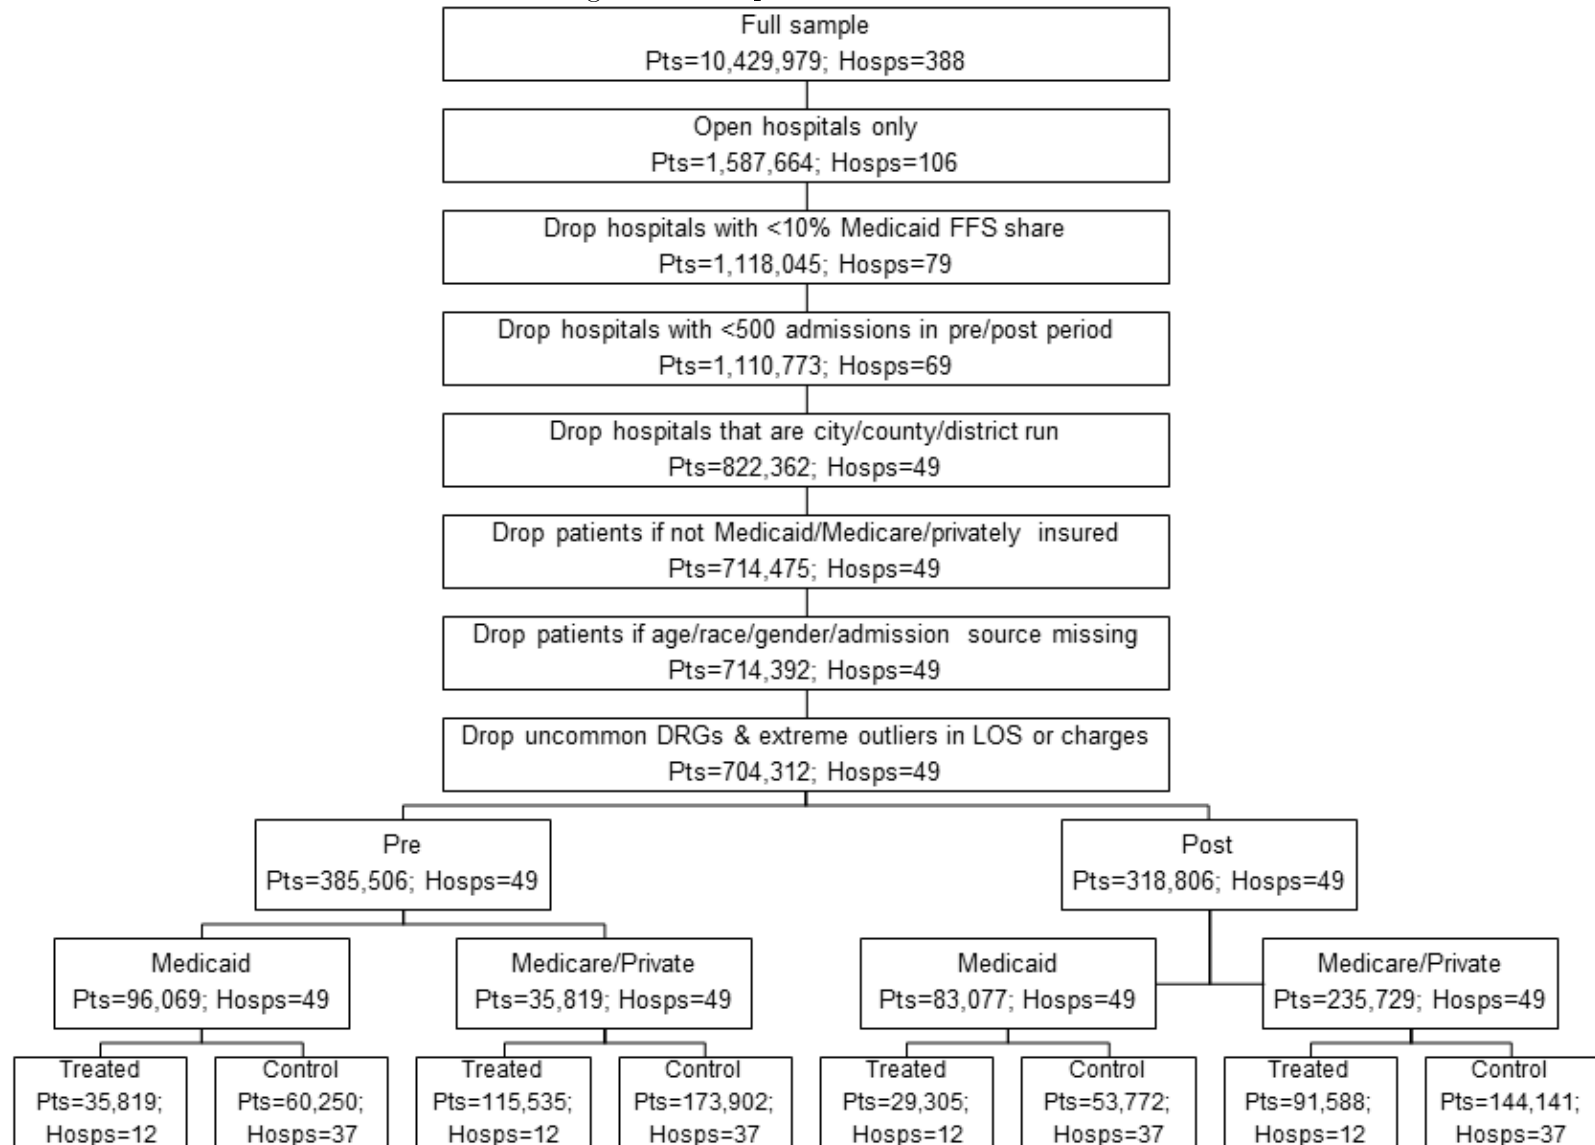 Full sample
Pts=10,429,979; Hosps=388
Open hospitals only
Pts=1,587,664; Hosps=106
Drop hospitals with <10% Medicaid FFS share
Pts=1,118,045; Hosps=79
Drop hospitals with <500 admissions in pre/post period
Pts=1,110,773; Hosps=69
Drop hospitals that are city/county/district run
Pts=822,362; Hosps=49
Drop patients if not Medicaid/Medicare/privately insured
Pts=714,475; Hosps=49
Drop patients if age/race/gender/admission source missing
Pts=714,392; Hosps=49
Drop uncommon DRGs & extreme outliers in LOS or charges
Pts=704,312; Hosps=49
Pre
Pts=385,506; Hosps=49
Post
Pts=318,806; Hosps=49
Medicaid
Pts=96,069; Hosps=49
Medicare/Private
Pts=35,819; Hosps=49
Medicaid
Pts=83,077; Hosps=49
Medicare/Private
Pts=235,729; Hosps=49
Treated
Pts=35,819;
Hosps=12
Control
Pts=60,250;
Hosps=37
Treated
Pts=115,535;
Hosps=12
Control
Pts=173,902;
Hosps=37
Treated
Pts=29,305;
Hosps=12
Control
Pts=53,772;
Hosps=37
Treated
Pts=91,588;
Hosps=12
Control
Pts=144,141;
Hosps=37